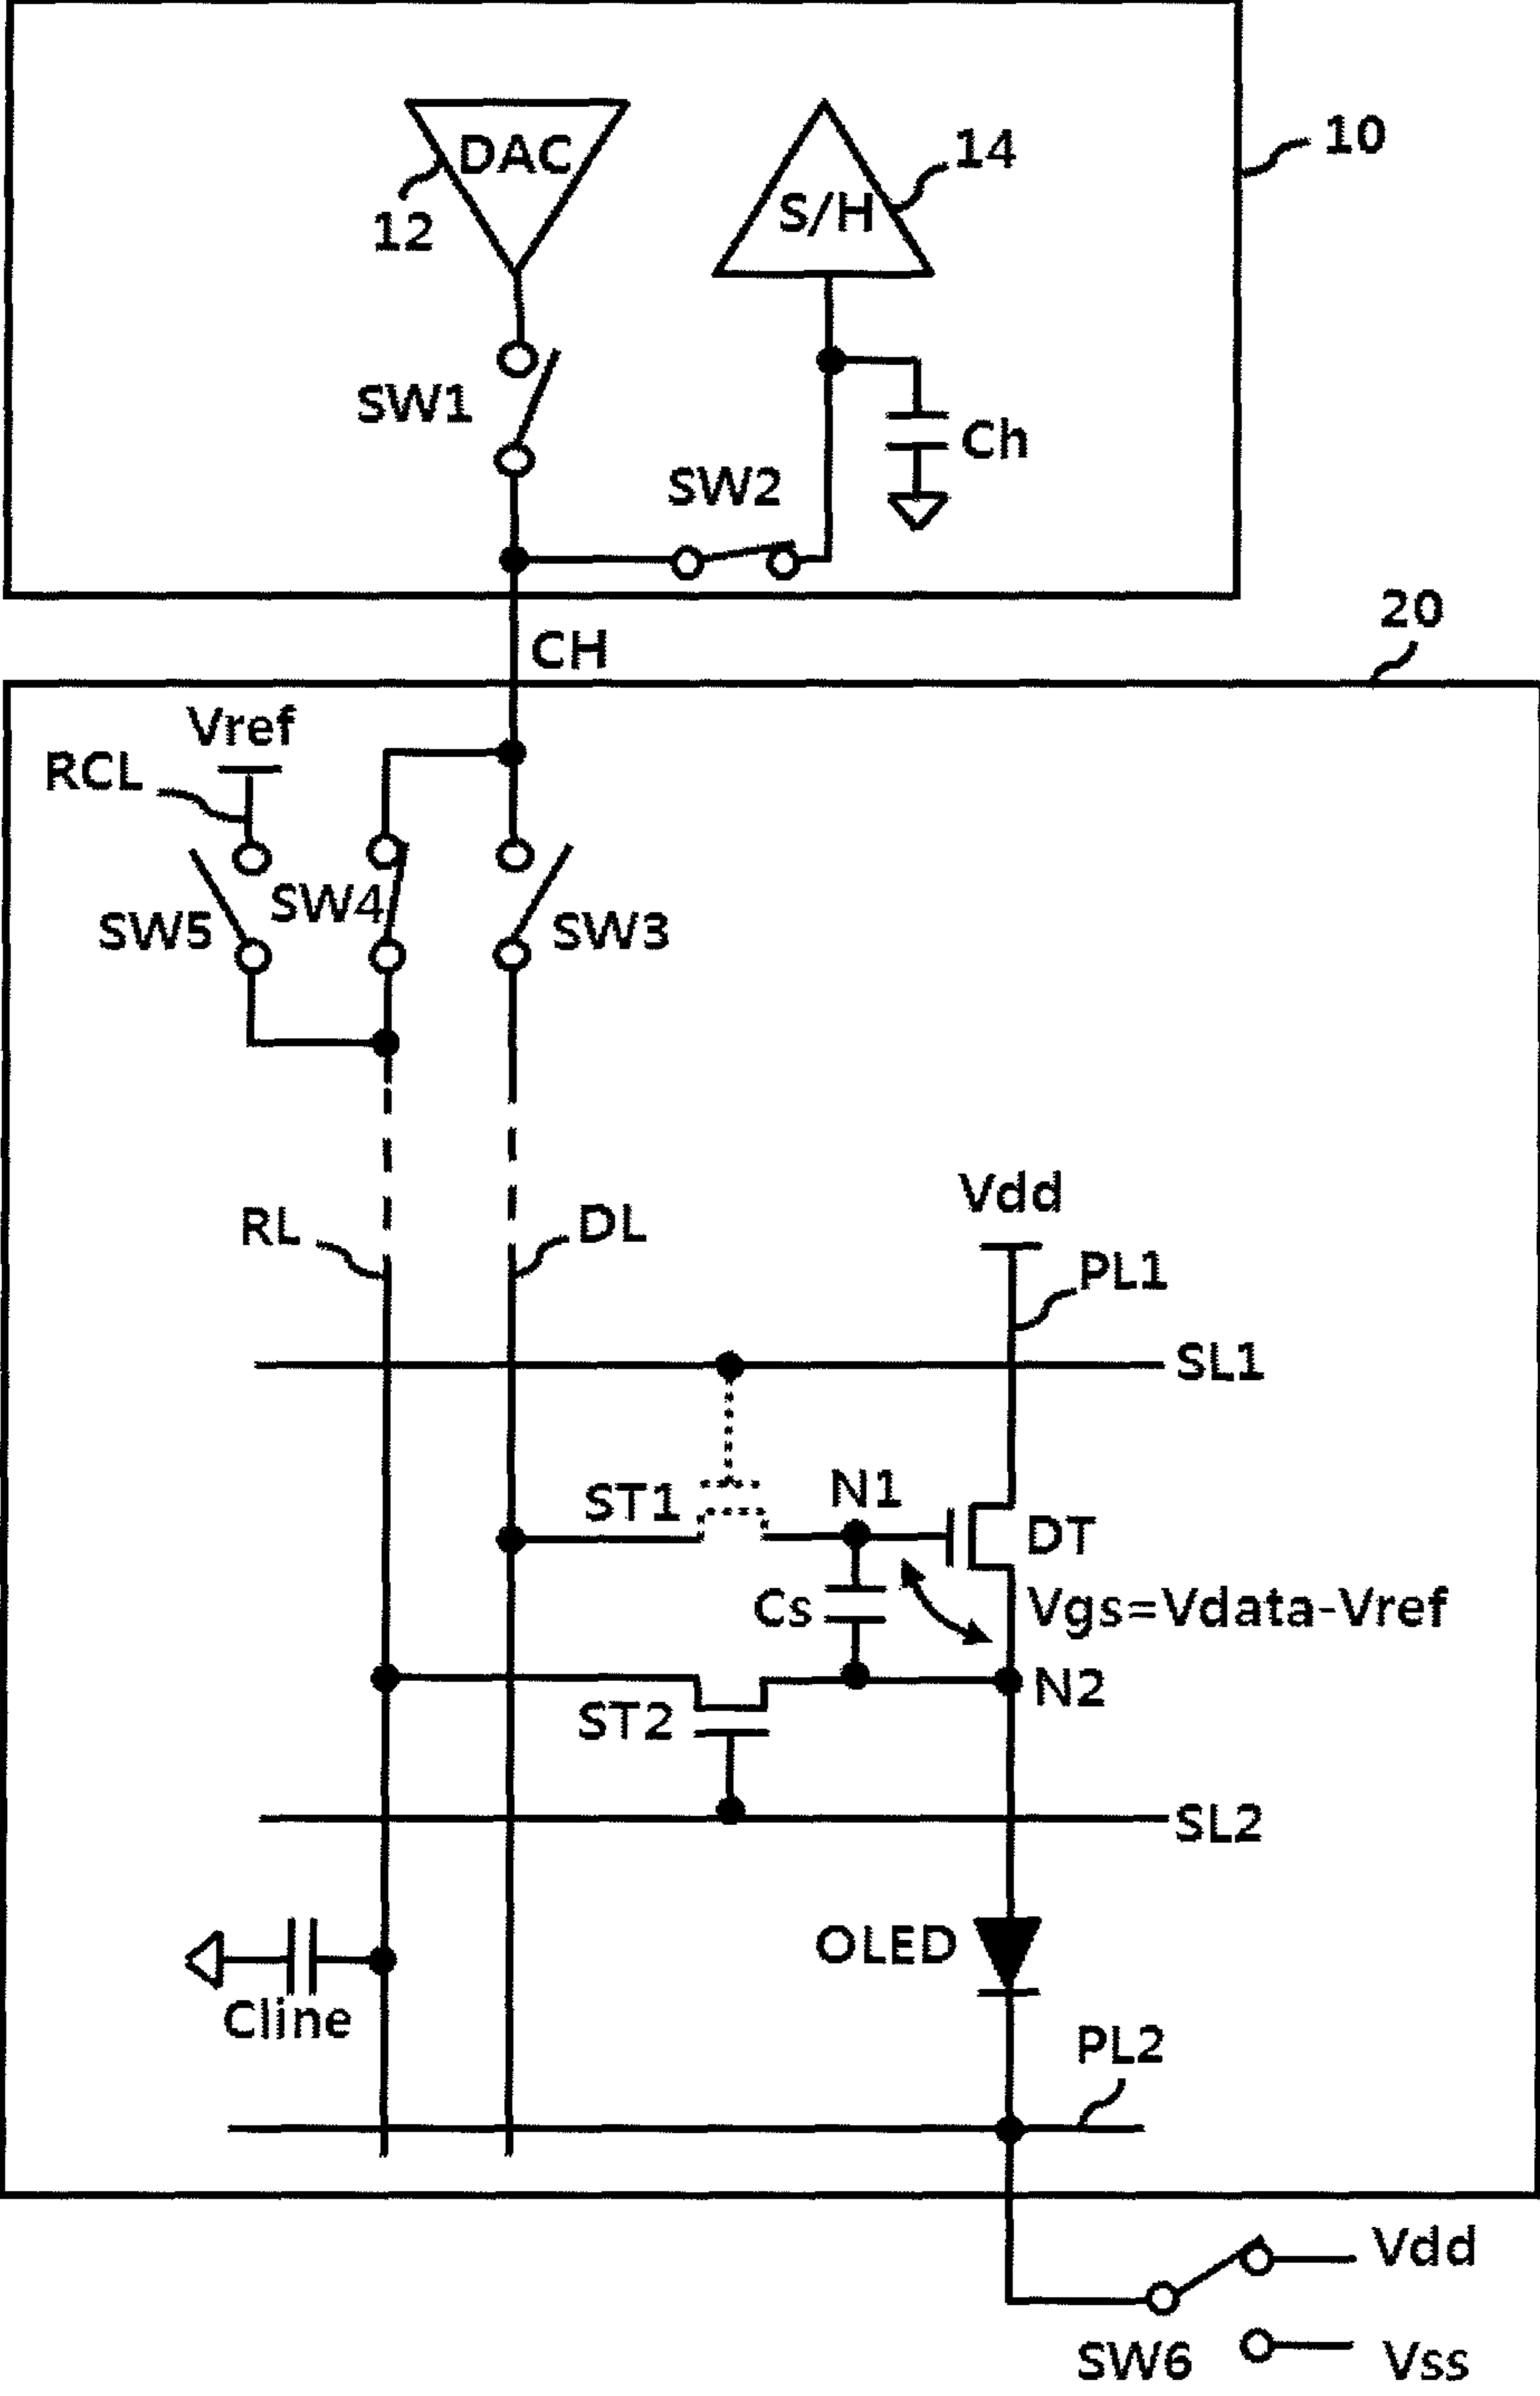 DAC
12
S/H
14
10
SW1
Ch
SW2
CH
20
Vref
RCL
SW5
SW4
SW3
RL
DL
Vdd
PL1
SL1
ST1
N1
DT
Cs
Vgs=Vdata-Vref
N2
ST2
SL2
OLED
Cline
PL2
Vdd
SW6
Vss